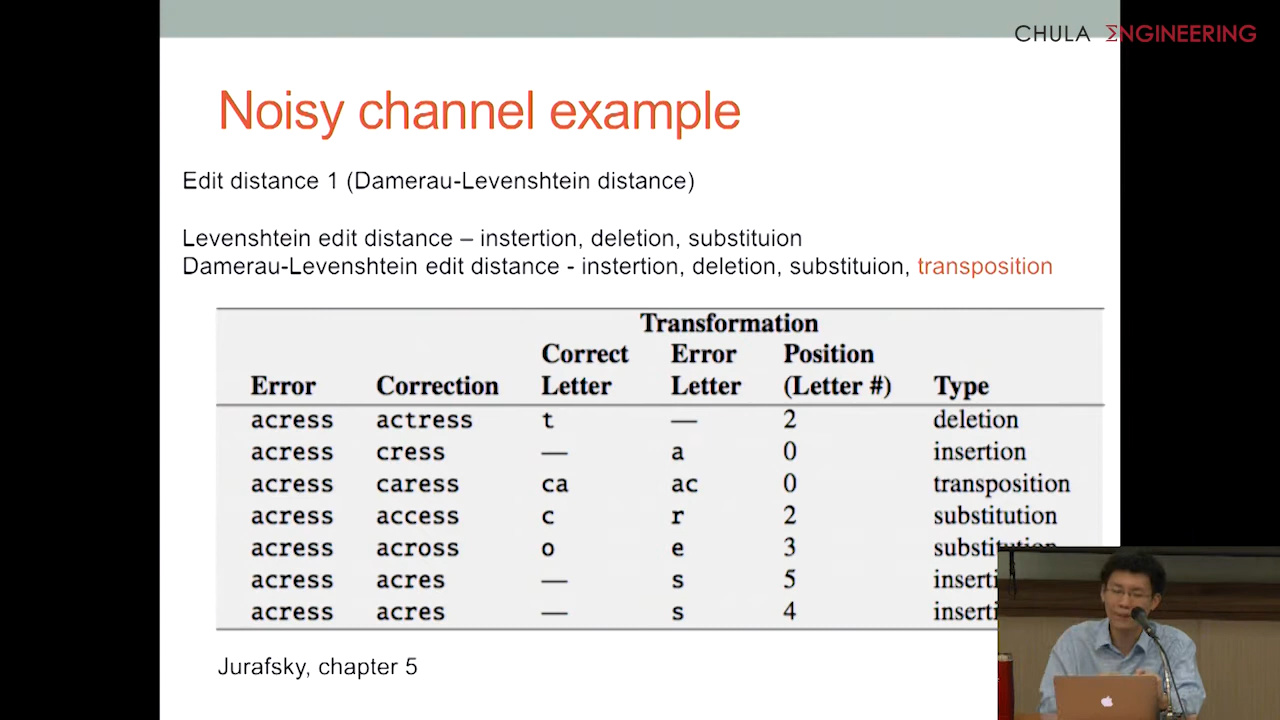 CHULA ΣNGINEERING
Noisy channel example
Edit distance 1 (Damerau-Levenshtein distance)
Levenshtein edit distance – instertion, deletion, substituion
Damerau-Levenshtein edit distance - instertion, deletion, substituion, transposition
Transformation
Correct Error Position
Error Correction Letter Letter (Letter #) Type
acress actress t — 2 deletion
acress cress — a 0 insertion
acress caress ca ac 0 transposition
acress access c r 2 substitution
acress across o e 3 substitution
acress acres — s 5 inserti
acress acres — s 4 inserti
Jurafsky, chapter 5